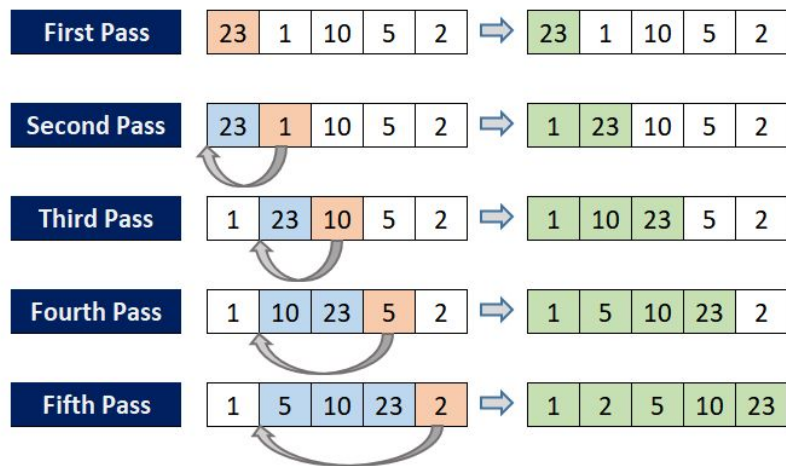 First Pass 23 1 10 5 2 23 1 10 5 2
Second Pass 23 1 10 5 2 1 23 10 5 2
Third Pass 1 23 10 5 2 1 10 23 5 2
Fourth Pass 1 10 23 5 2 1 5 10 23 2
Fifth Pass 1 5 10 23 2 1 2 5 10 23